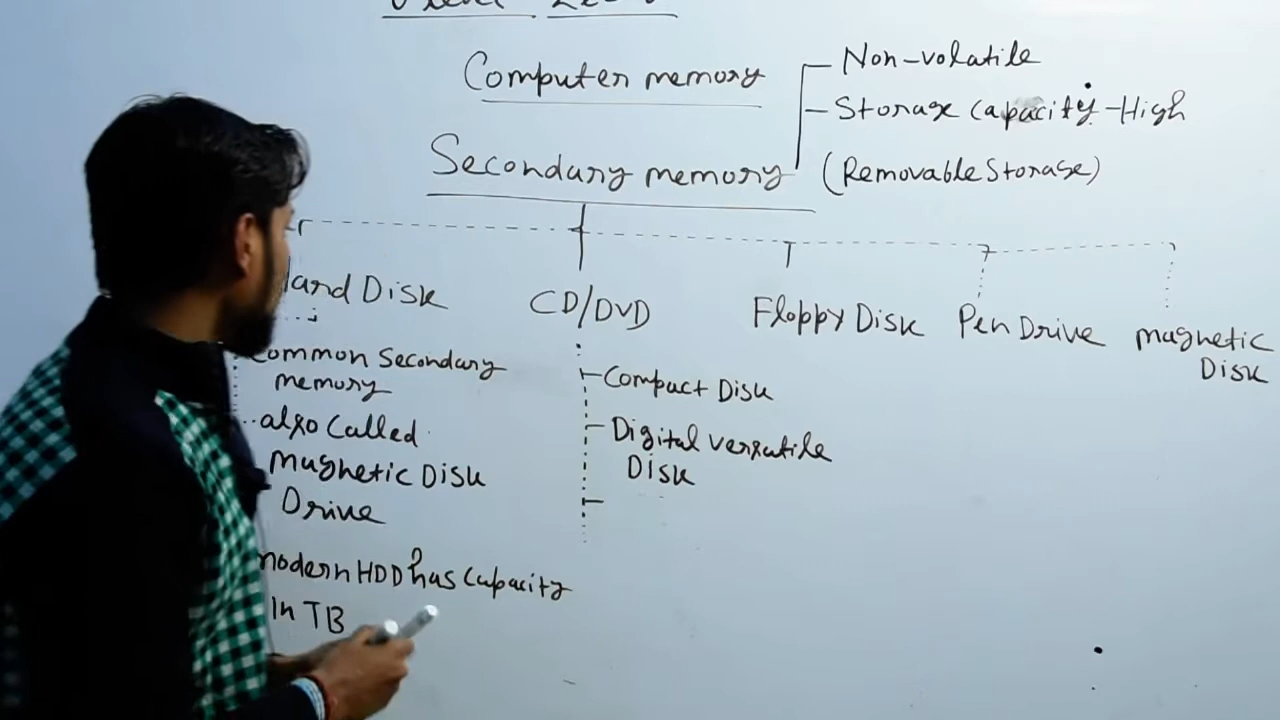 Computer memory
Non-volatile
Storage Capacity-High
Secondary memory (Removable Storage)
Hard Disk
CD/DVD
Floppy Disk
Pen Drive
magnetic
Disk
Common Secondary
memory
also called
magnetic Disk
Drive
modern HDD has capacity
In TB
Compact Disk
Digital versatile
Disk